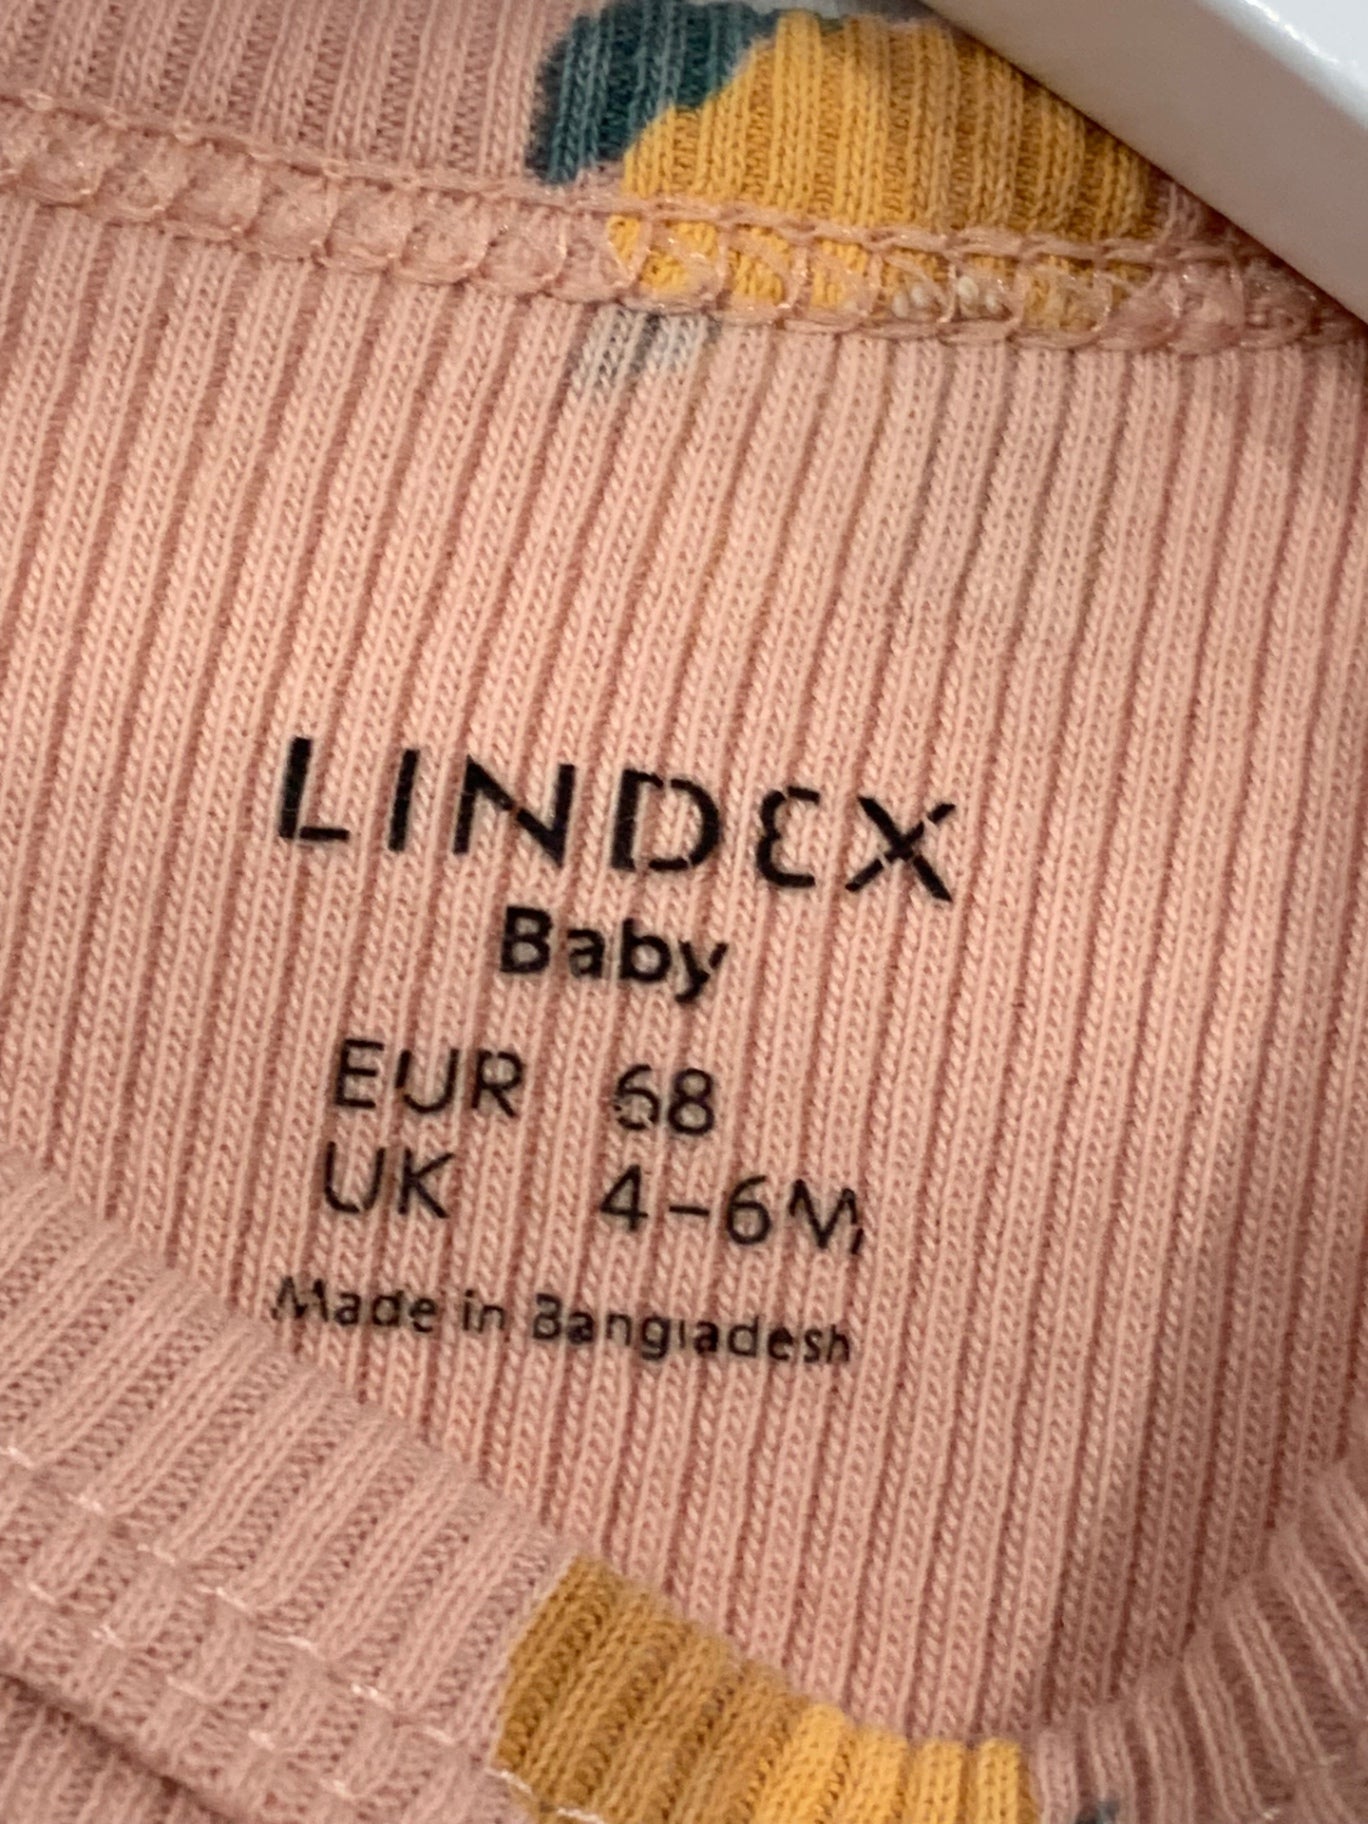 LINDEX
Baby
EUR 68
UK 4-6M
Made in Bangladesh